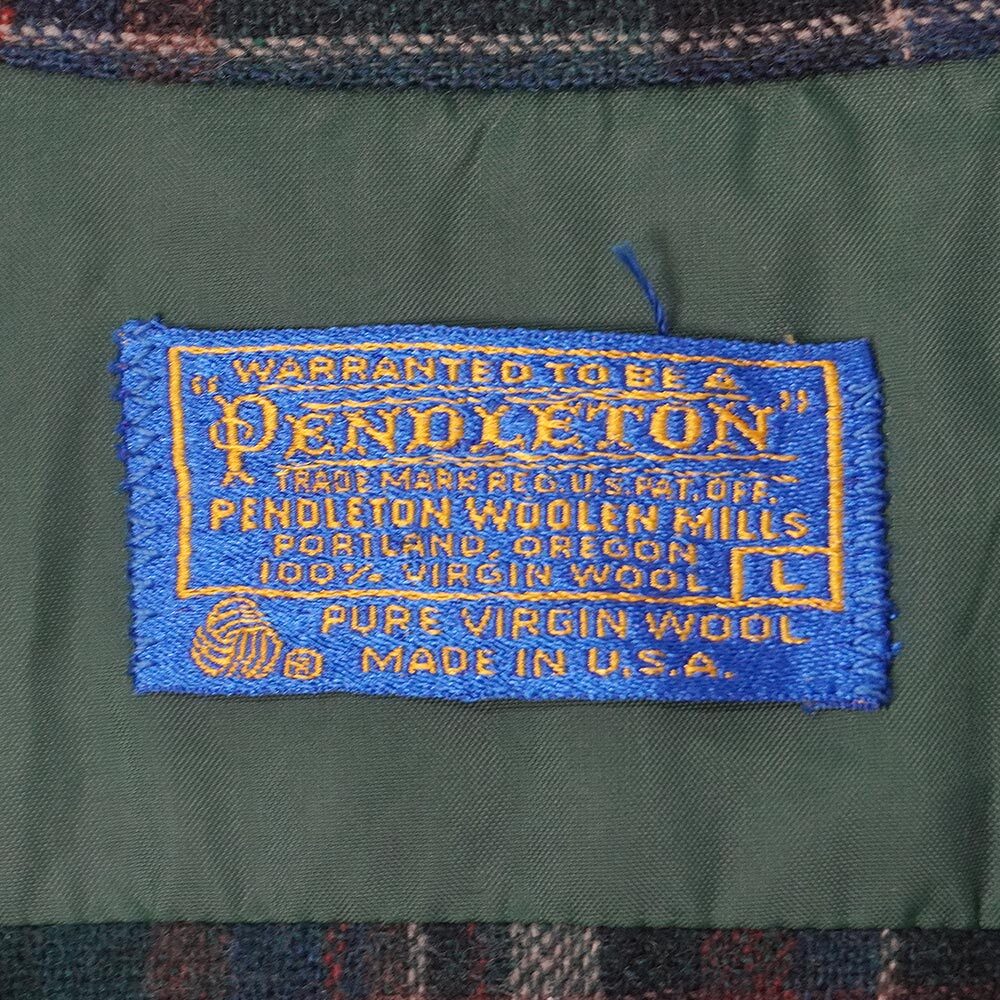 WARRANTED TO BE A
"PENDLETON"
TRADE MARK REG. U.S. PAT. OFF.
PENDLETON WOOLEN MILLS
PORTLAND, OREGON
100% VIRGIN WOOL L
PURE VIRGIN WOOL
® MADE IN U.S.A.